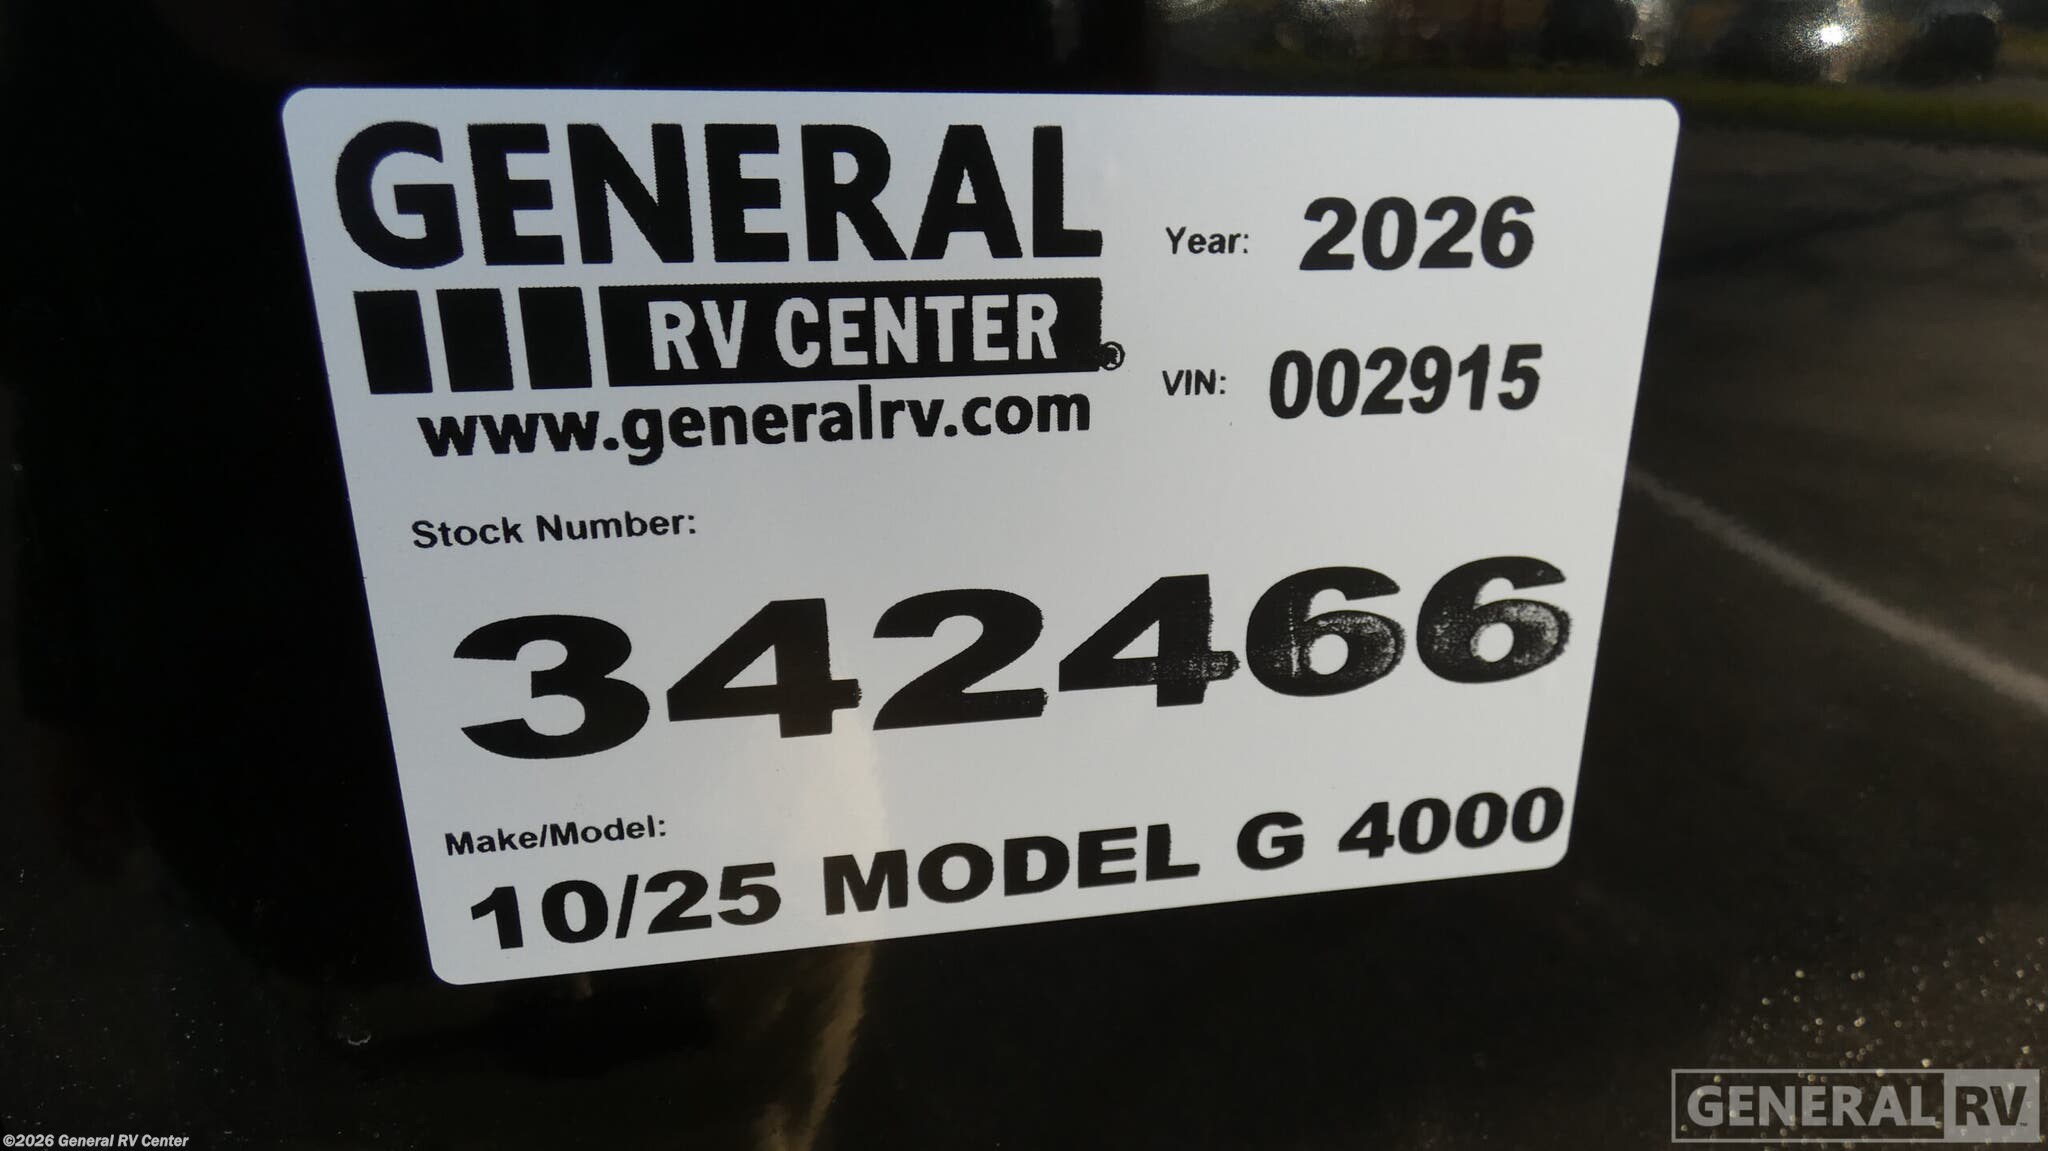 GENERAL
RV CENTER®
www.generalrv.com
Year: 2026
VIN: 002915
Stock Number:
342466
Make/Model:
10/25 MODEL G 4000
©2026 General RV Center
GENERAL RV